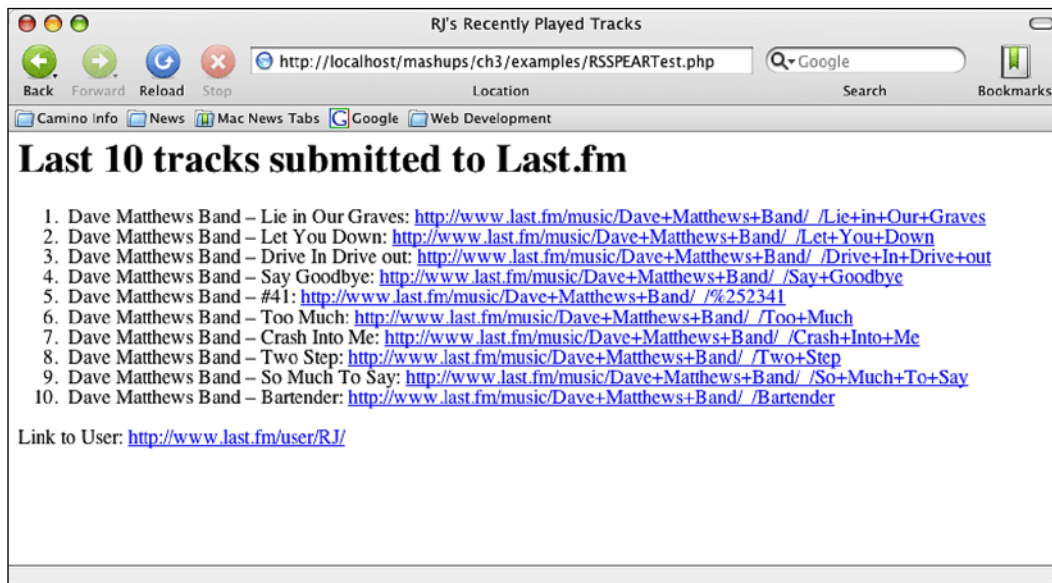 RJ's Recently Played Tracks
http://localhost/mashups/ch3/examples/RSSPEARTest.php
Google
Back Forward Reload Stop Location Search Bookmarks
Camino Info News Mac News Tabs Google Web Development
Last 10 tracks submitted to Last.fm
1. Dave Matthews Band – Lie in Our Graves: http://www.last.fm/music/Dave+Matthews+Band/_/Lie+in+Our+Graves
2. Dave Matthews Band – Let You Down: http://www.last.fm/music/Dave+Matthews+Band/_/Let+You+Down
3. Dave Matthews Band – Drive In Drive out: http://www.last.fm/music/Dave+Matthews+Band/_/Drive+In+Drive+out
4. Dave Matthews Band – Say Goodbye: http://www.last.fm/music/Dave+Matthews+Band/_/Say+Goodbye
5. Dave Matthews Band – #41: http://www.last.fm/music/Dave+Matthews+Band/_/%252341
6. Dave Matthews Band – Too Much: http://www.last.fm/music/Dave+Matthews+Band/_/Too+Much
7. Dave Matthews Band – Crash Into Me: http://www.last.fm/music/Dave+Matthews+Band/_/Crash+Into+Me
8. Dave Matthews Band – Two Step: http://www.last.fm/music/Dave+Matthews+Band/_/Two+Step
9. Dave Matthews Band – So Much To Say: http://www.last.fm/music/Dave+Matthews+Band/_/So+Much+To+Say
10. Dave Matthews Band – Bartender: http://www.last.fm/music/Dave+Matthews+Band/_/Bartender
Link to User: http://www.last.fm/user/RJ/